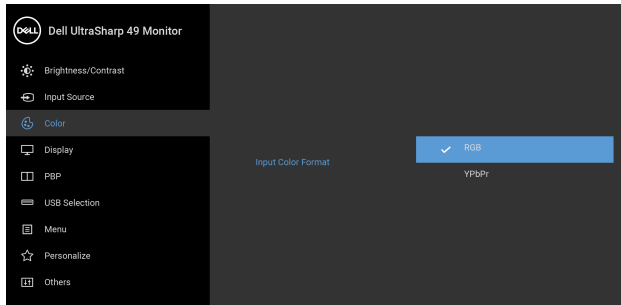 DELL Dell UltraSharp 49 Monitor
Brightness/Contrast
Input Source
Color
Display
PBP
USB Selection
Menu
Personalize
Others
Input Color Format
RGB
YPbPr